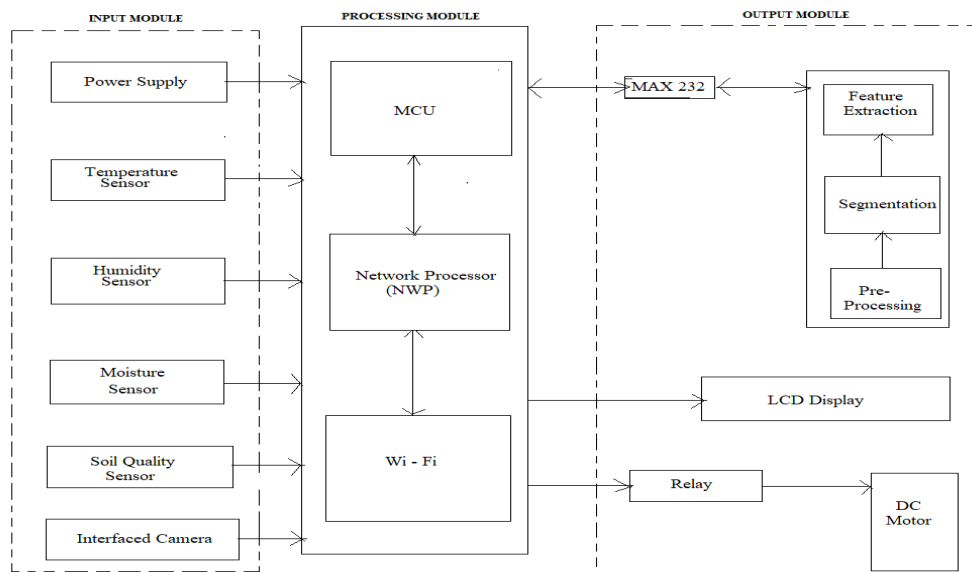 INPUT MODULE
PROCESSING MODULE
OUTPUT MODULE
Power Supply
Temperature
Sensor
Humidity
Sensor
Moisture
Sensor
Soil Quality
Sensor
Interfaced Camera
MCU
Network Processor
(NWP)
Wi - Fi
MAX 232
Feature
Extraction
Segmentation
Pre-
Processing
LCD Display
Relay
DC
Motor